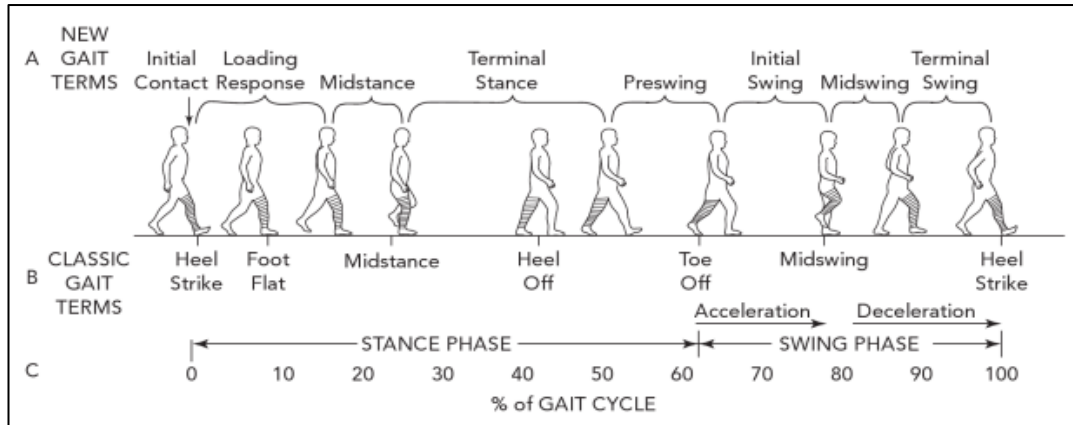 NEW
GAIT
TERMS
A
Initial
Contact
Loading
Response
Midstance
Terminal
Stance
Preswing
Initial
Swing
Midswing
Terminal
Swing
B
CLASSIC
GAIT
TERMS
Heel
Strike
Foot
Flat
Midstance
Heel
Off
Toe
Off
Midswing
Heel
Strike
Acceleration
Deceleration
STANCE PHASE
SWING PHASE
C
0 10 20 30 40 50 60 70 80 90 100
% of GAIT CYCLE